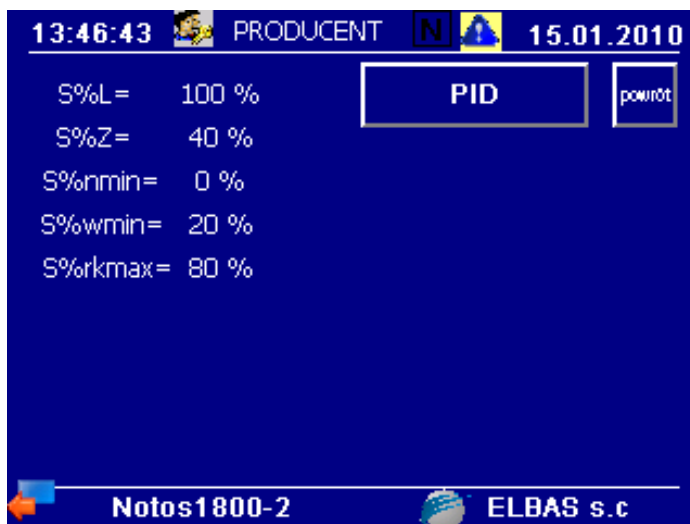 13:46:43 PRODUCENT N 15.01.2010
S%L= 100 % PID powrót
S%Z= 40 %
S%nmin= 0 %
S%wmin= 20 %
S%rkmax= 80 %
Notos1800-2 ELBAS s.c